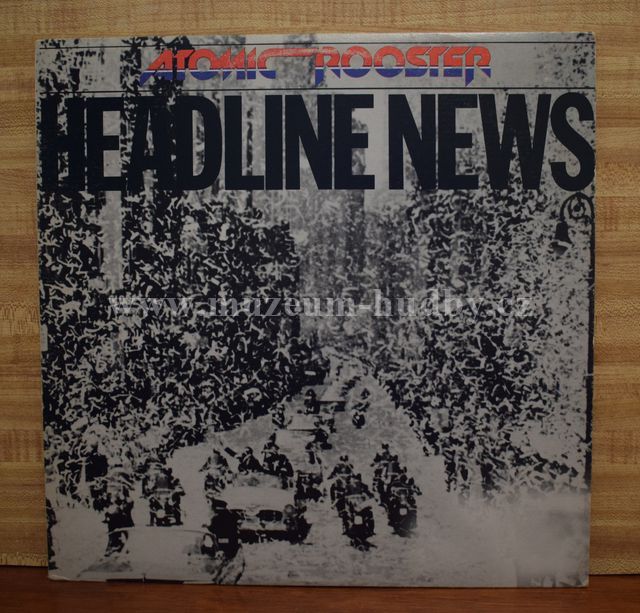 ATOMIC ROOSTER
HEADLINE NEWS
www.muzeum-hudby.cz